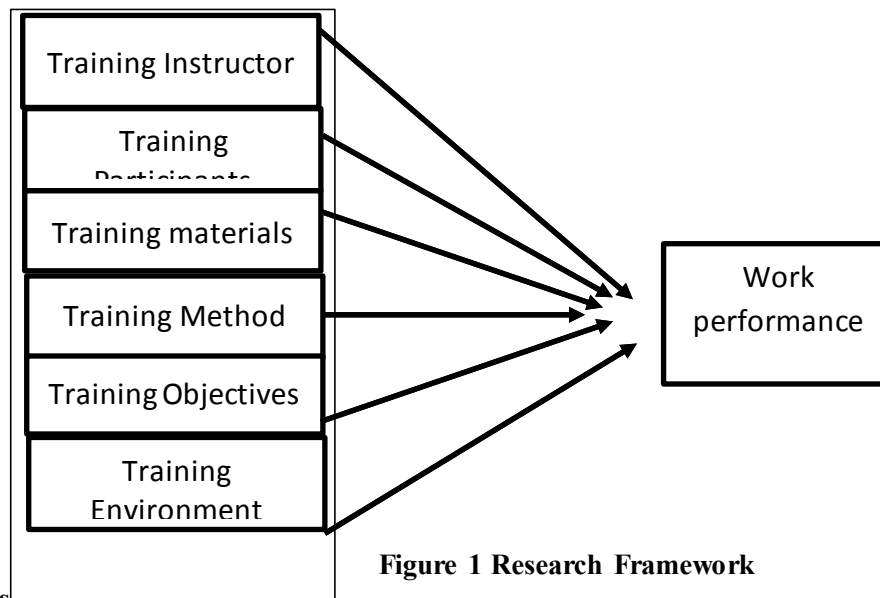 Training Instructor
Training
Participants
Training materials
Training Method
Training Objectives
Training
Environment
Work
performance
Figure 1 Research Framework